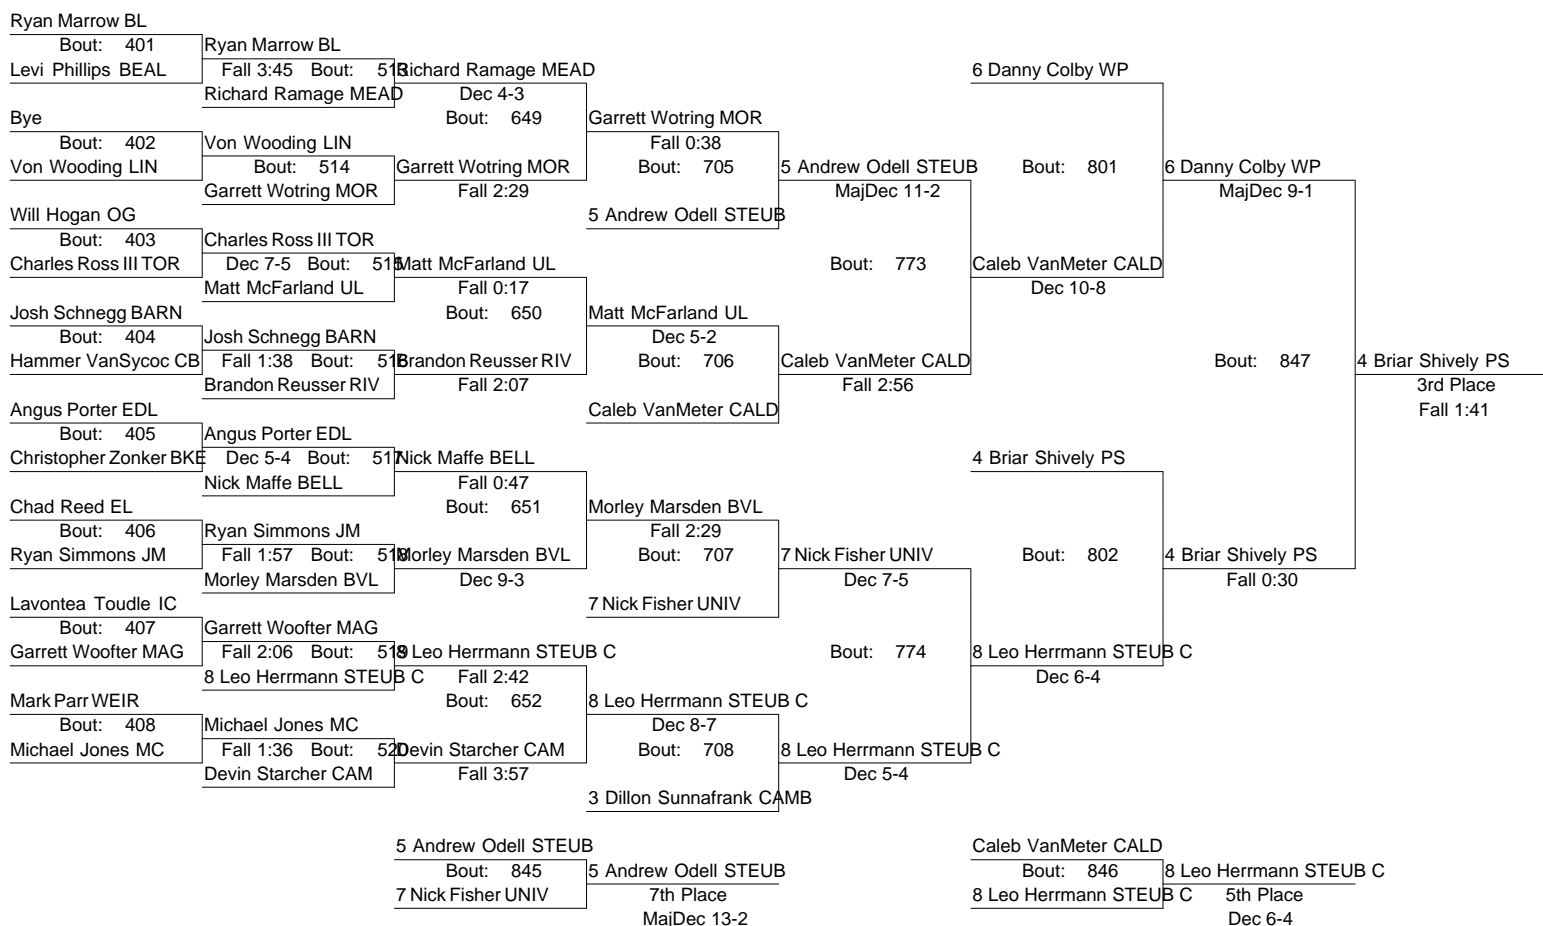 Ryan Marrow BL
Bout: 401
Levi Phillips BEAL
Bye
Bout: 402
Von Wooding LIN
Will Hogan OG
Bout: 403
Charles Ross III TOR
Josh Schnegg BARN
Bout: 404
Hammer VanSycoc CB
Angus Porter EDL
Bout: 405
Christopher Zonker BKE
Chad Reed EL
Bout: 406
Ryan Simmons JM
Lavontea Toudle IC
Bout: 407
Garrett Woofter MAG
Mark Parr WEIR
Bout: 408
Michael Jones MC
Ryan Marrow BL
Fall 3:45 Bout: 513
Richard Ramage MEAD
Von Wooding LIN
Bout: 514
Garrett Wotring MOR
Charles Ross III TOR
Dec 7-5 Bout: 515
Matt McFarland UL
Josh Schnegg BARN
Fall 1:38 Bout: 516
Brandon Reusser RIV
Angus Porter EDL
Dec 5-4 Bout: 517
Nick Maffe BELL
Ryan Simmons JM
Fall 1:57 Bout: 518
Morley Marsden BVL
Garrett Woofter MAG
Fall 2:06 Bout: 519
8 Leo Herrmann STEUB C
Michael Jones MC
Fall 1:36 Bout: 520
Devin Starcher CAM
Richard Ramage MEAD
Dec 4-3
Bout: 649
Garrett Wotring MOR
Fall 2:29
Matt McFarland UL
Fall 0:17
Bout: 650
Brandon Reusser RIV
Fall 2:07
Nick Maffe BELL
Fall 0:47
Bout: 651
Morley Marsden BVL
Dec 9-3
8 Leo Herrmann STEUB C
Fall 2:42
Bout: 652
Devin Starcher CAM
Fall 3:57
Garrett Wotring MOR
Fall 0:38
Bout: 705
5 Andrew Odell STEUB
Matt McFarland UL
Dec 5-2
Bout: 706
Caleb VanMeter CALD
Morley Marsden BVL
Fall 2:29
Bout: 707
7 Nick Fisher UNIV
8 Leo Herrmann STEUB C
Dec 8-7
Bout: 708
3 Dillon Sunnafrank CAMB
5 Andrew Odell STEUB
MajDec 11-2
Bout: 773
Caleb VanMeter CALD
Fall 2:56
7 Nick Fisher UNIV
Dec 7-5
Bout: 774
8 Leo Herrmann STEUB C
Dec 5-4
6 Danny Colby WP
Bout: 801
Caleb VanMeter CALD
Dec 10-8
4 Briar Shively PS
Bout: 802
8 Leo Herrmann STEUB C
Dec 6-4
6 Danny Colby WP
MajDec 9-1
Bout: 847
4 Briar Shively PS
Fall 0:30
4 Briar Shively PS
3rd Place
Fall 1:41
5 Andrew Odell STEUB
Bout: 845
7 Nick Fisher UNIV
5 Andrew Odell STEUB
7th Place
MajDec 13-2
Caleb VanMeter CALD
Bout: 846
8 Leo Herrmann STEUB C
8 Leo Herrmann STEUB C
5th Place
Dec 6-4